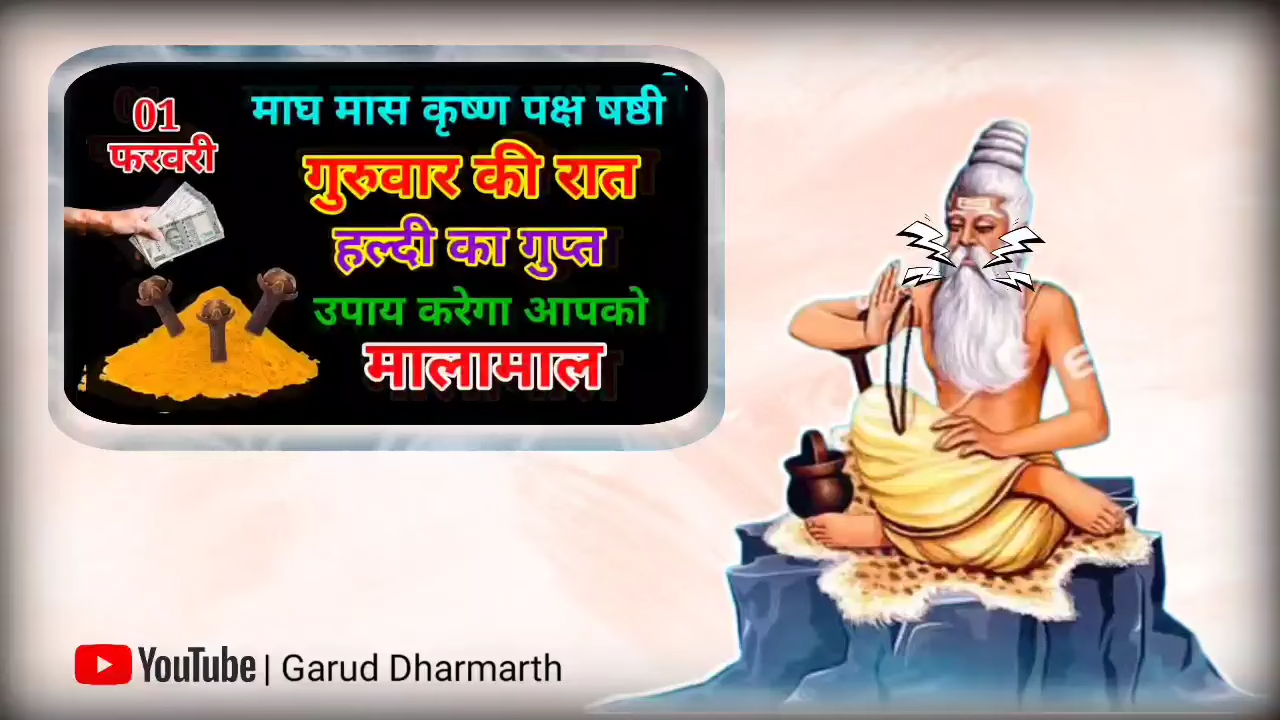 01
फरवरी
माघ मास कृष्ण पक्ष षष्ठी
गुरुवार की रात
हल्दी का गुप्त
उपाय करेगा आपको
मालामाल
YouTube | Garud Dharmarth